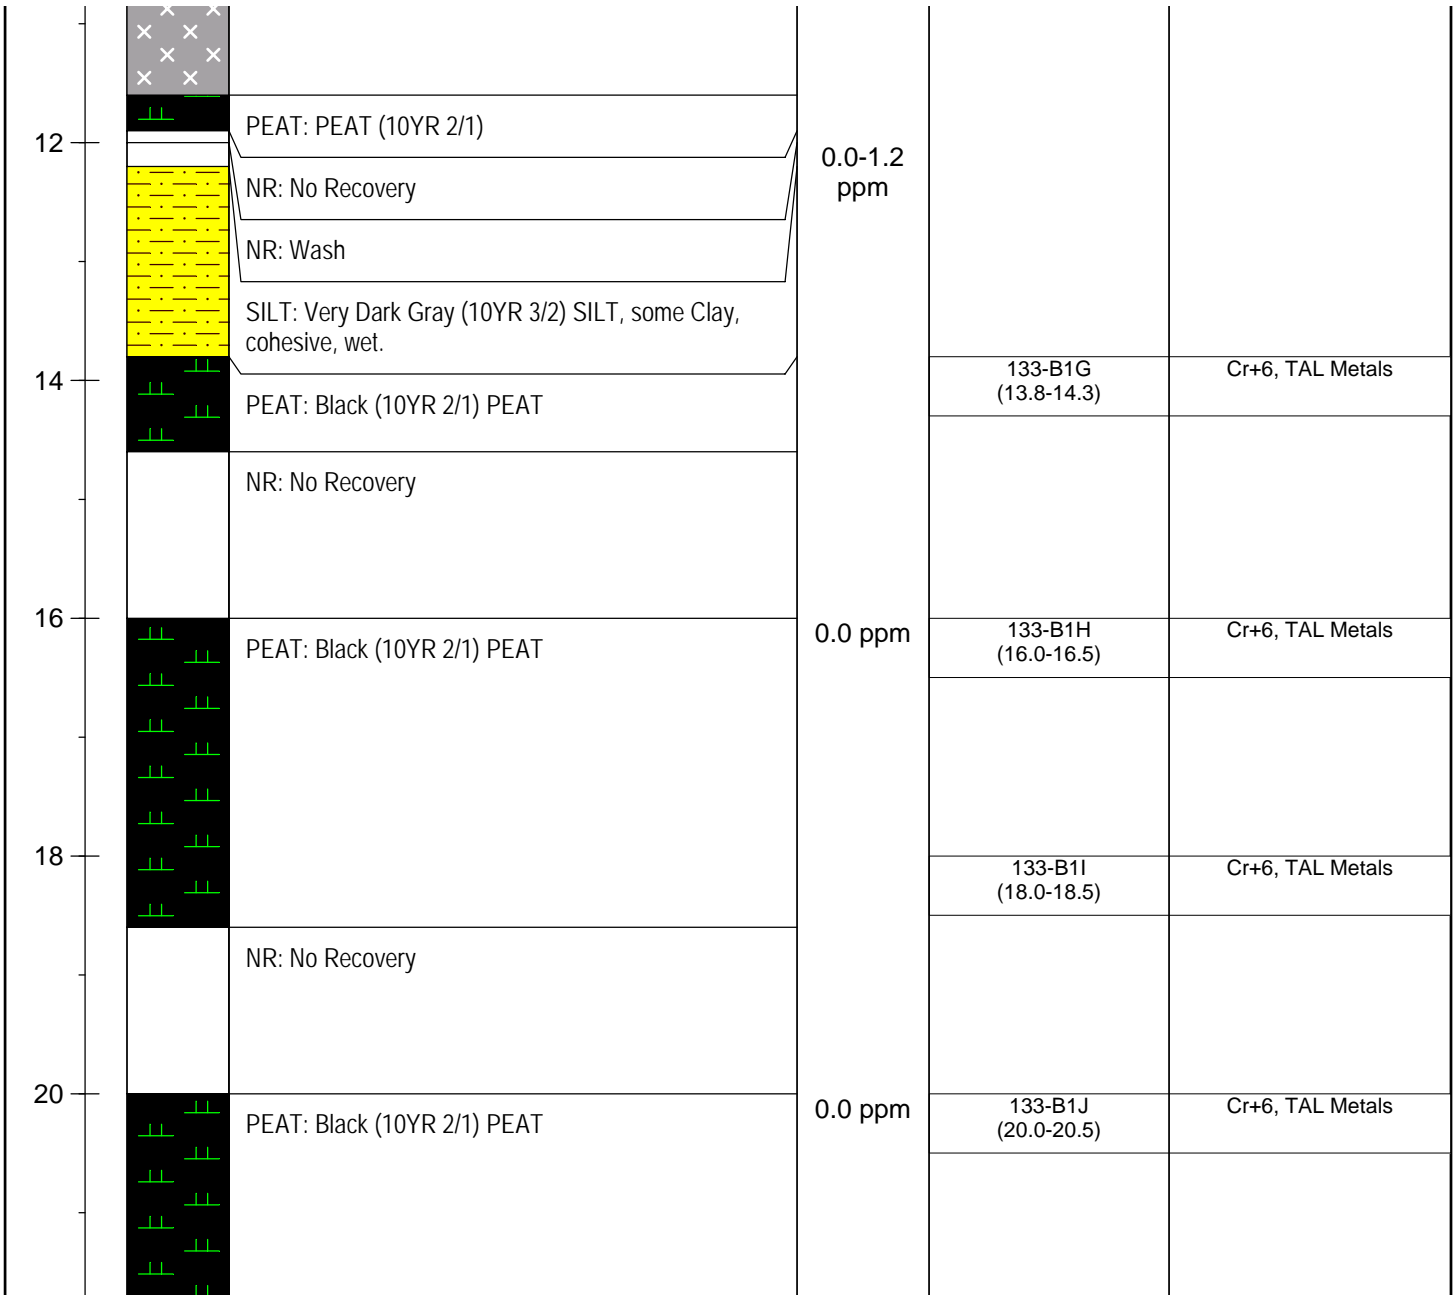 PEAT: PEAT (10YR 2/1)
12
0.0-1.2
ppm
NR: No Recovery
NR: Wash
SILT: Very Dark Gray (10YR 3/2) SILT, some Clay,
cohesive, wet.
14
133-B1G
(13.8-14.3)
Cr+6, TAL Metals
PEAT: Black (10YR 2/1) PEAT
NR: No Recovery
16
PEAT: Black (10YR 2/1) PEAT
0.0 ppm
133-B1H
(16.0-16.5)
Cr+6, TAL Metals
18
133-B1I
(18.0-18.5)
Cr+6, TAL Metals
NR: No Recovery
20
PEAT: Black (10YR 2/1) PEAT
0.0 ppm
133-B1J
(20.0-20.5)
Cr+6, TAL Metals